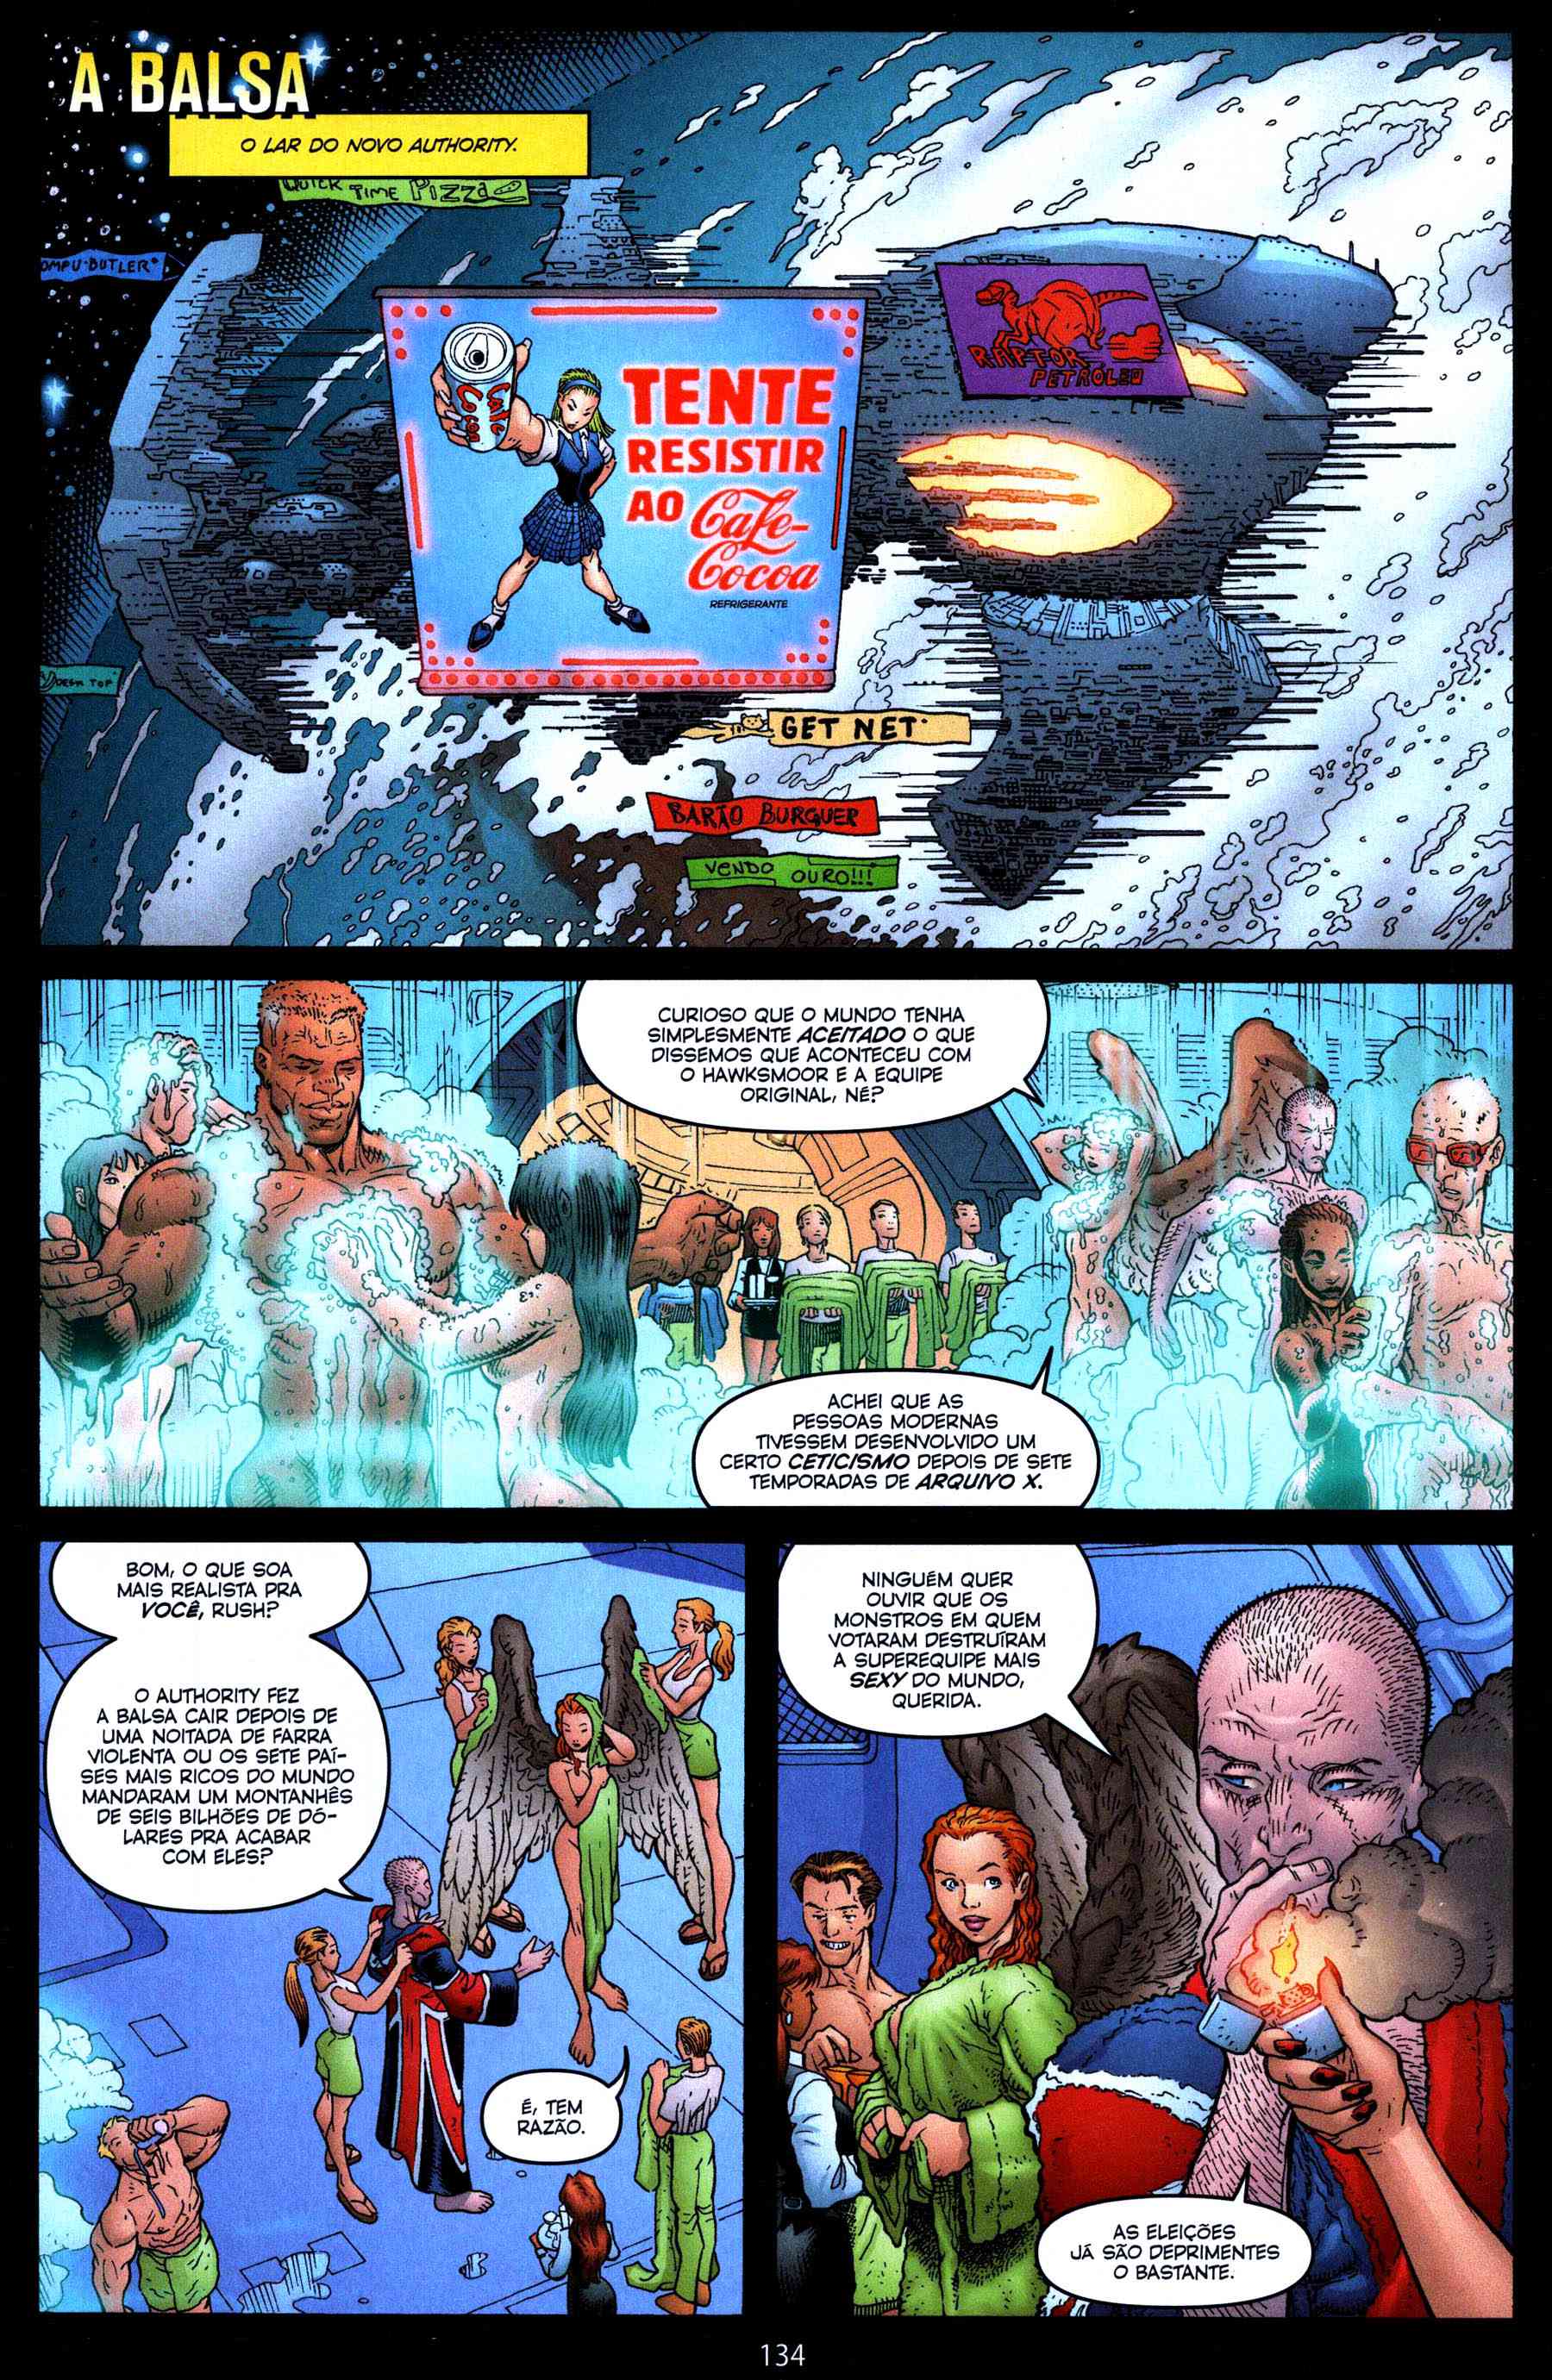 A BALSA
O LAR DO NOVO AUTHORITY.
QUICK TIME PIZZA
OMPU-BUTLER
TENTE
RESISTIR
AO Cafe-
Cocoa
REFRIGERANTE
Cafe
Cocoa
RAPTOR
PETRÓLEO
DESK TOP
GET NET
BARÃO BURGUER
VENDO OURO!!!
CURIOSO QUE O MUNDO TENHA
SIMPLESMENTE ACEITADO O QUE
DISSEMOS QUE ACONTECEU COM
O HAWKSMOOR E A EQUIPE
ORIGINAL, NÉ?
ACHEI QUE AS
PESSOAS MODERNAS
TIVESSEM DESENVOLVIDO UM
CERTO CETICISMO DEPOIS DE SETE
TEMPORADAS DE ARQUIVO X.
BOM, O QUE SOA
MAIS REALISTA PRA
VOCÊ, RUSH?
O AUTHORITY FEZ
A BALSA CAIR DEPOIS DE
UMA NOITADA DE FARRA
VIOLENTA OU OS SETE PAÍ-
SES MAIS RICOS DO MUNDO
MANDARAM UM MONTANHÊS
DE SEIS BILHÕES DE DÓ-
LARES PRA ACABAR
COM ELES?
É, TEM
RAZÃO.
NINGUÉM QUER
OUVIR QUE OS
MONSTROS EM QUEM
VOTARAM DESTRUÍRAM
A SUPEREQUIPE MAIS
SEXY DO MUNDO,
QUERIDA.
AS ELEIÇÕES
JÁ SÃO DEPRIMENTES
O BASTANTE.
134